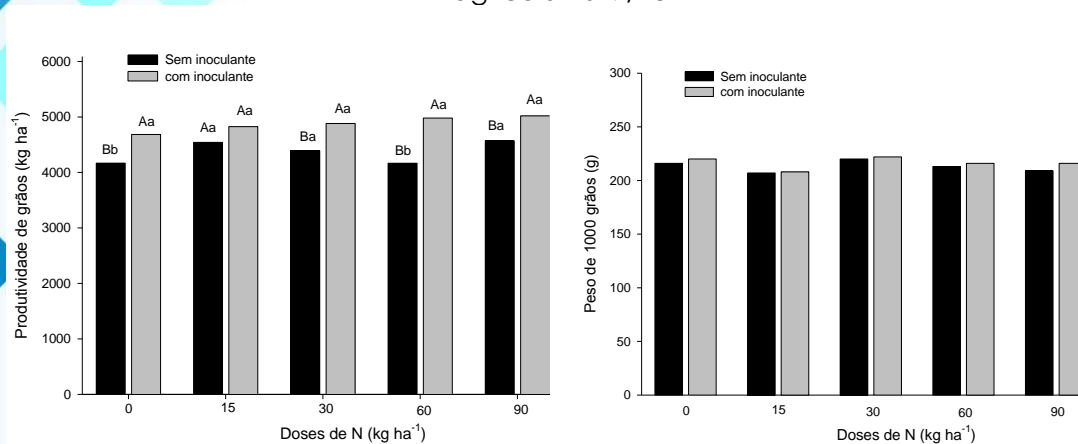 Sem inoculante
com inoculante
Produtividade de grãos (kg ha-1)
6000
5000
4000
3000
2000
1000
0
Bb Aa Aa Aa Ba Aa Bb Aa Ba Aa
0 15 30 60 90
Doses de N (kg ha-1)
Sem inoculante
com inoculante
Peso de 1000 grãos (g)
300
250
200
150
100
50
0
0 15 30 60 90
Doses de N (kg ha-1)